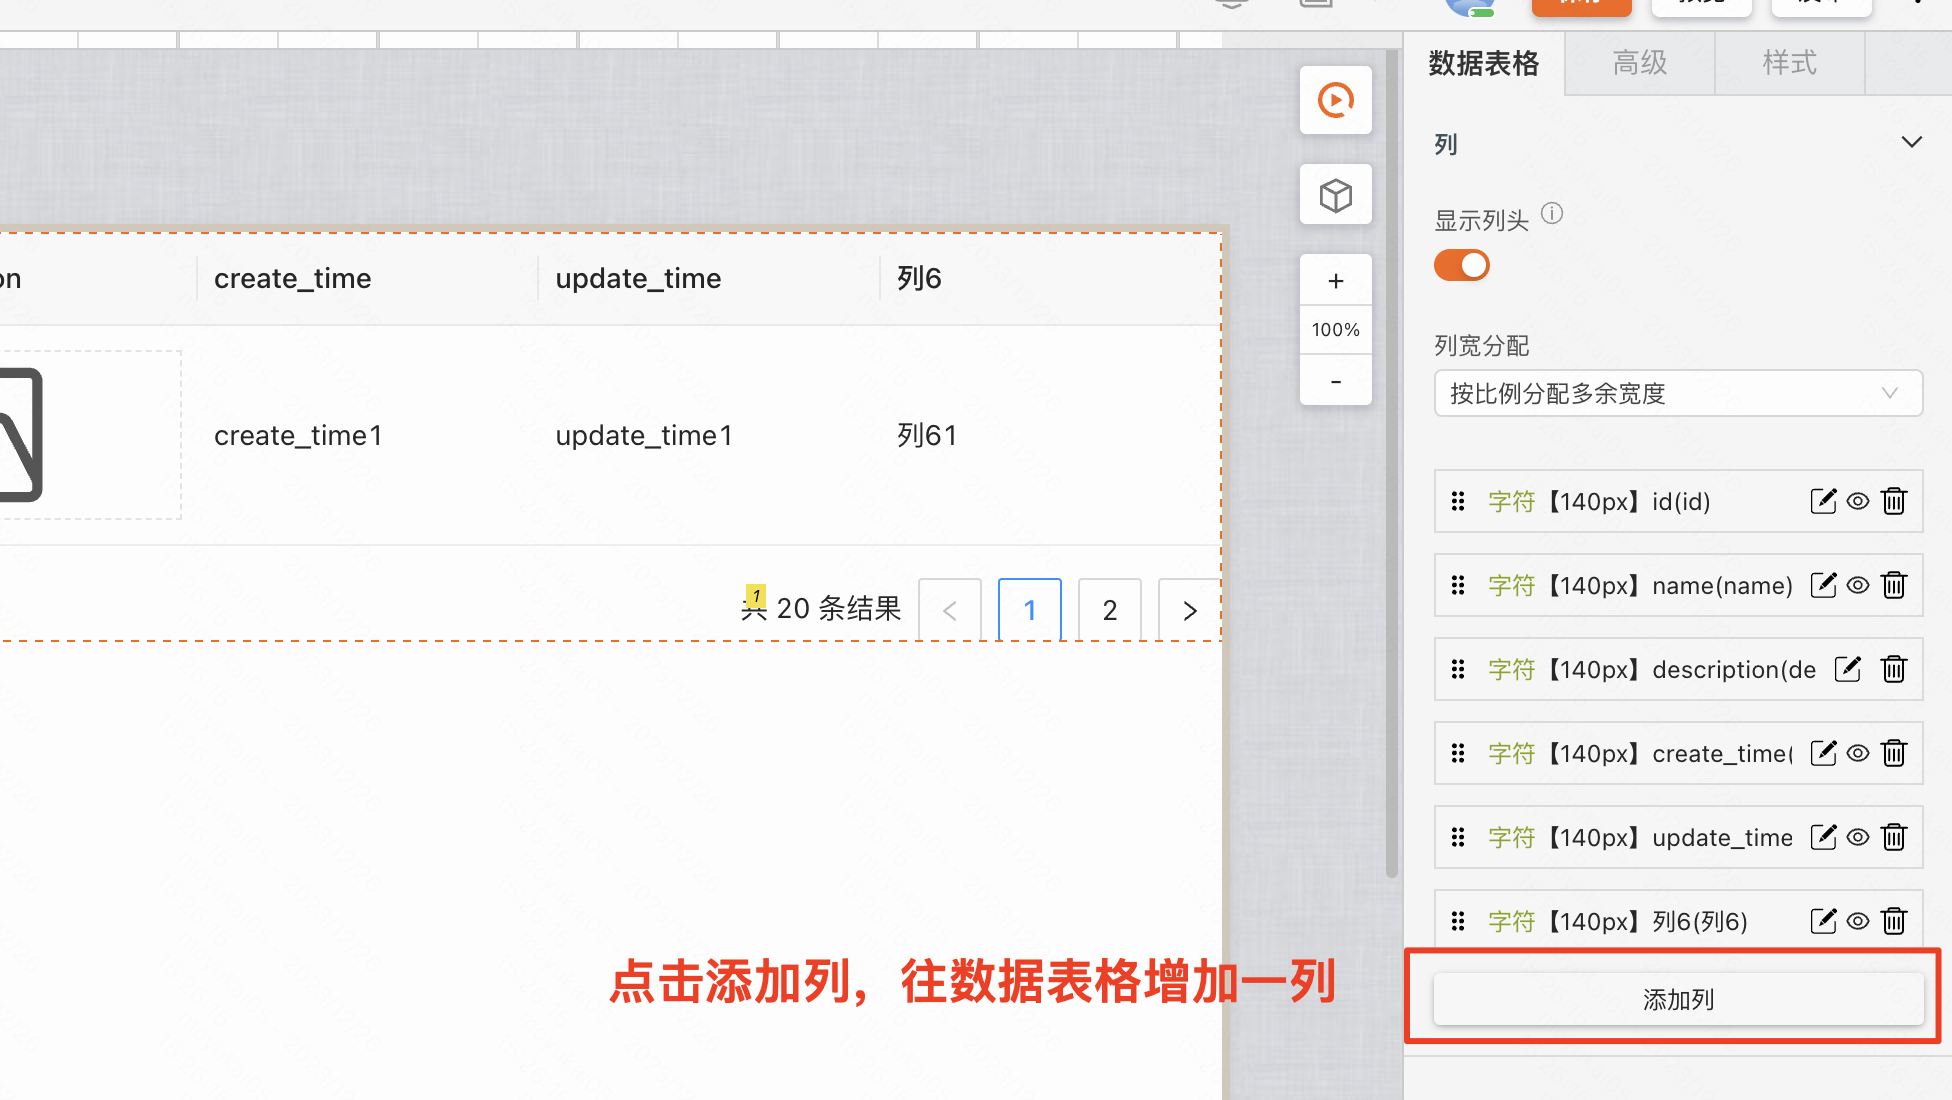 数据表格
高级
样式
列
显示列头
列宽分配
按比例分配多余宽度
字符【140px】id(id)
字符【140px】name(name)
字符【140px】description(de
字符【140px】create_time(
字符【140px】update_time
字符【140px】列6(列6)
添加列
+
100%
-
on
create_time
update_time
列6
create_time1
update_time1
列61
1
共 20 条结果
<
1
2
>
点击添加列，往数据表格增加一列